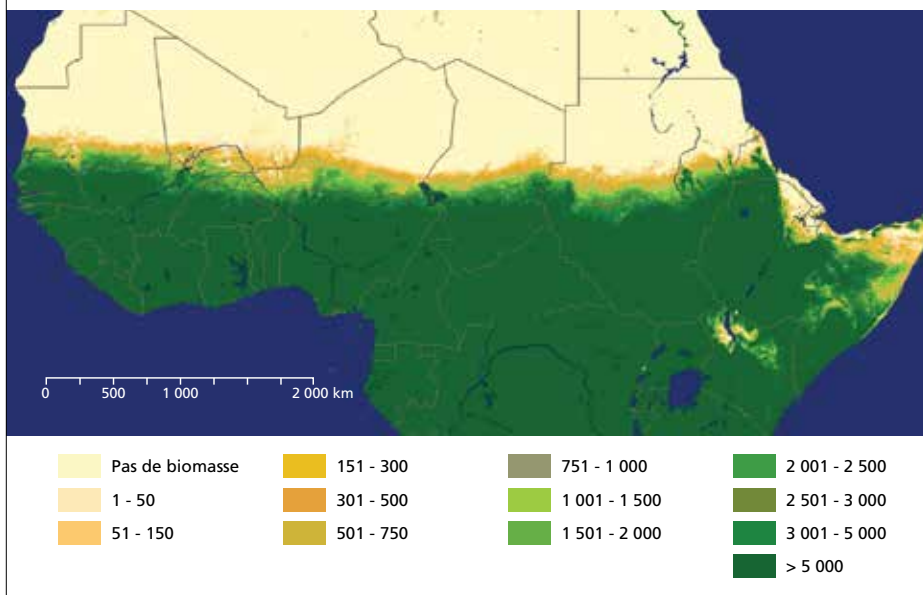 0 500 1 000 2 000 km
Pas de biomasse
1 - 50
51 - 150
151 - 300
301 - 500
501 - 750
751 - 1 000
1 001 - 1 500
1 501 - 2 000
2 001 - 2 500
2 501 - 3 000
3 001 - 5 000
> 5 000